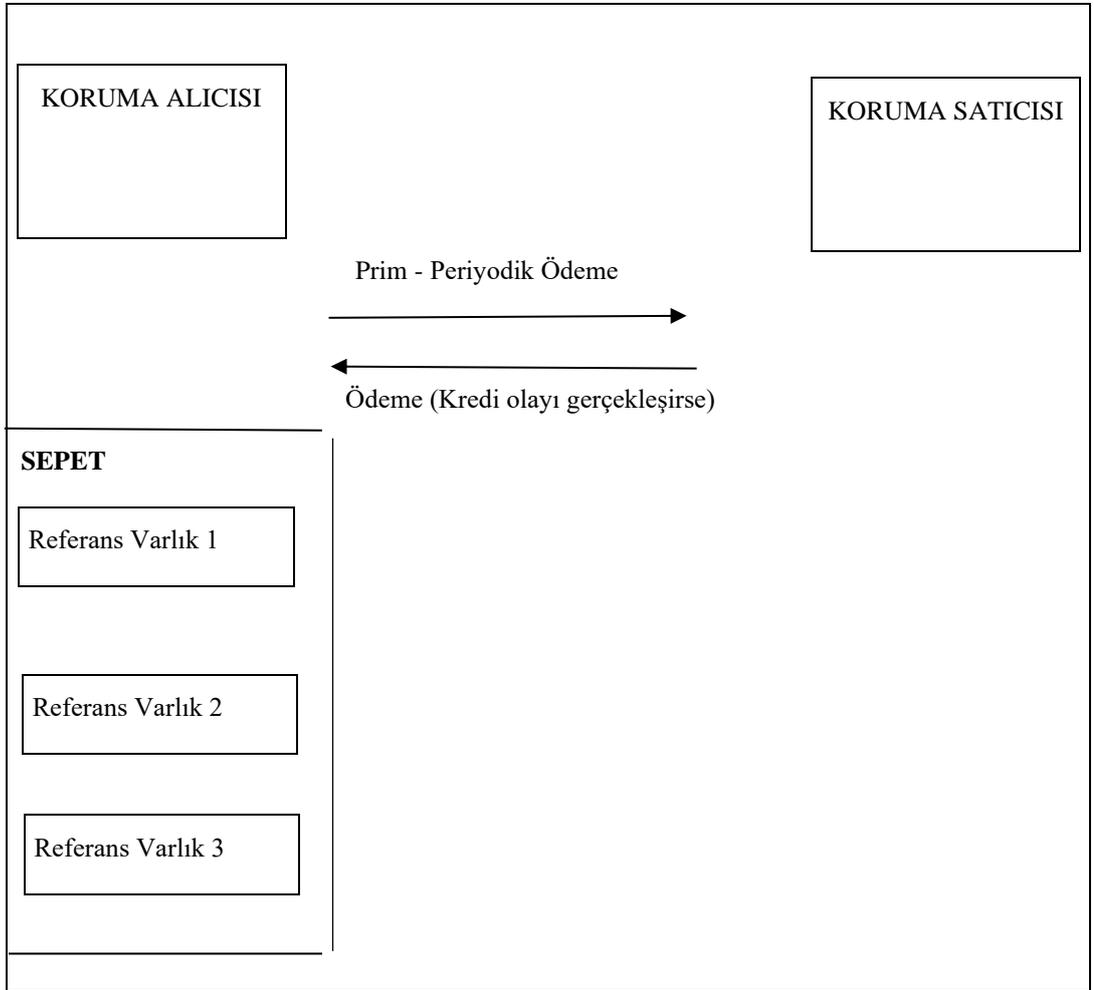 KORUMA ALICISI
KORUMA SATICISI
Prim - Periyodik Ödeme
Ödeme (Kredi olayı gerçekleşirse)
SEPET
Referans Varlık 1
Referans Varlık 2
Referans Varlık 3